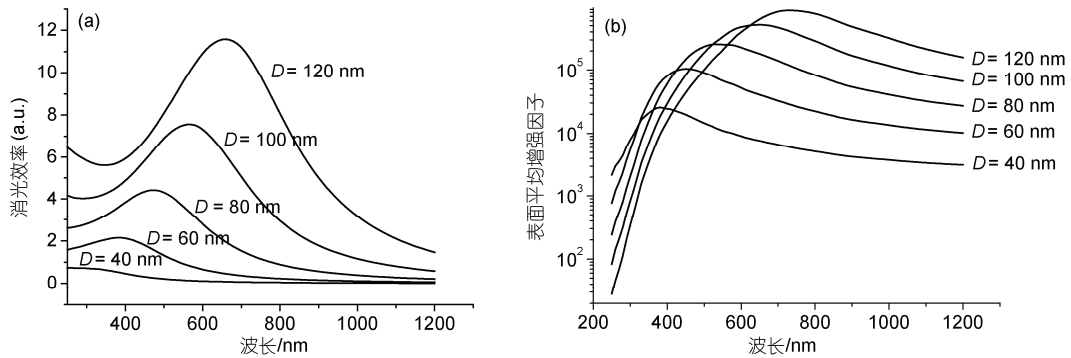 (a)
12
10
8
6
4
2
0
消光效率 (a.u.)
D = 120 nm
D = 100 nm
D = 80 nm
D = 60 nm
D = 40 nm
400 600 800 1000 1200
波长/nm
(b)
10⁵
10⁴
10³
10²
表面平均增强因子
D = 120 nm
D = 100 nm
D = 80 nm
D = 60 nm
D = 40 nm
200 400 600 800 1000 1200
波长/nm